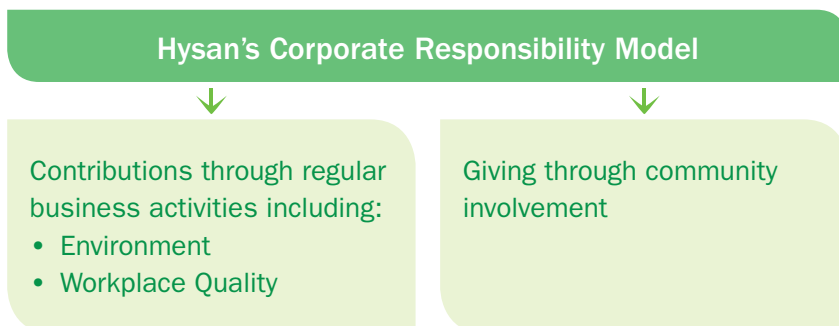 Hysan’s Corporate Responsibility Model
Contributions through regular
business activities including:
• Environment
• Workplace Quality
Giving through community
involvement